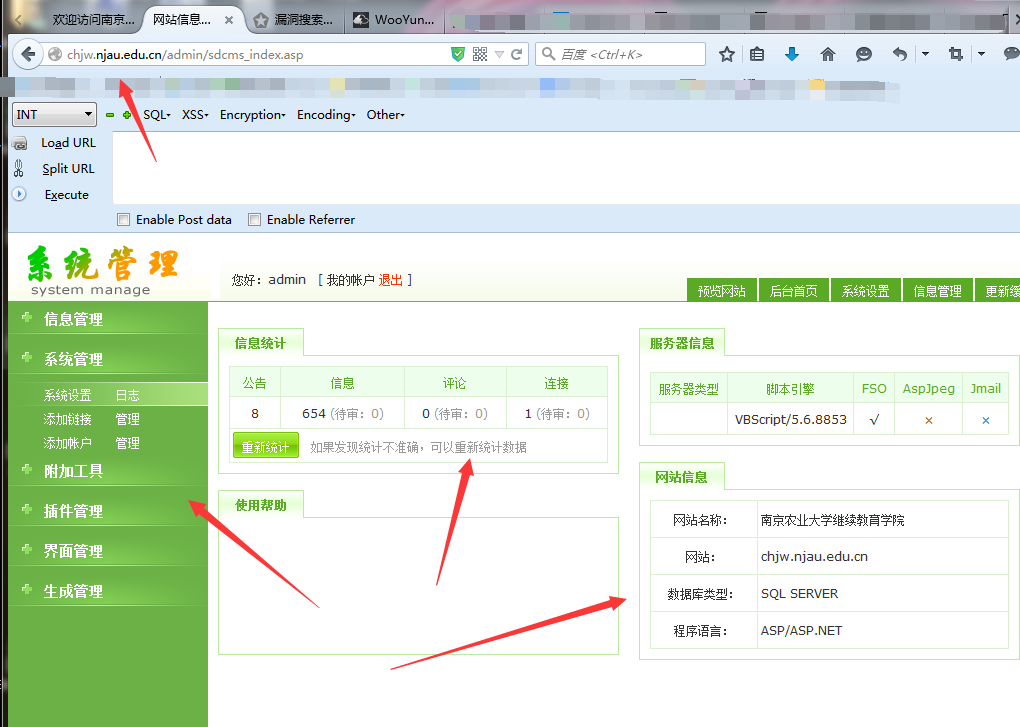 欢迎访问南京...
网站信息...
漏洞搜索...
WooYun...
chjw.njau.edu.cn/admin/sdcms_index.asp
百度 <Ctrl+K>
INT
SQL
XSS
Encryption
Encoding
Other
Load URL
Split URL
Execute
Enable Post data
Enable Referrer
系统管理
system manage
您好：admin [ 我的帐户 退出 ]
预览网站
后台首页
系统设置
信息管理
更新缓
信息管理
系统管理
系统设置 日志
添加链接 管理
添加帐户 管理
附加工具
插件管理
界面管理
生成管理
信息统计
公告 信息 评论 连接
8 654 (待审：0) 0 (待审：0) 1 (待审：0)
重新统计 如果发现统计不准确，可以重新统计数据
使用帮助
服务器信息
服务器类型 脚本引擎 FSO AspJpeg Jmail
VBScript/5.6.8853 √ × ×
网站信息
网站名称： 南京农业大学继续教育学院
网站： chjw.njau.edu.cn
数据库类型： SQL SERVER
程序语言： ASP/ASP.NET